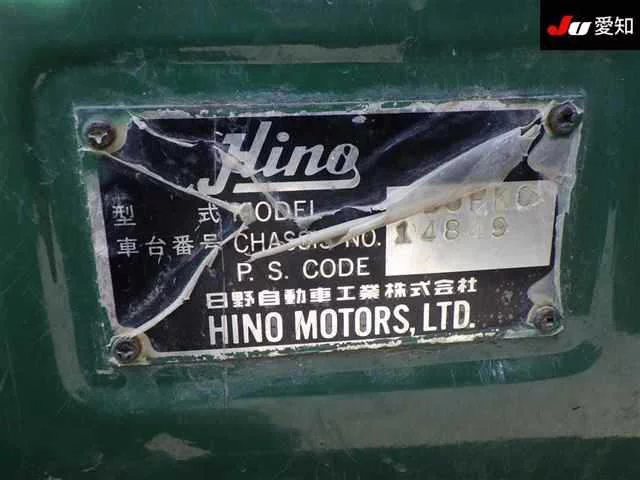 JU 愛知
Hino
型 式 MODEL
車台番号 CHASSIS NO.
P. S. CODE
日野自動車工業株式会社
HINO MOTORS, LTD.